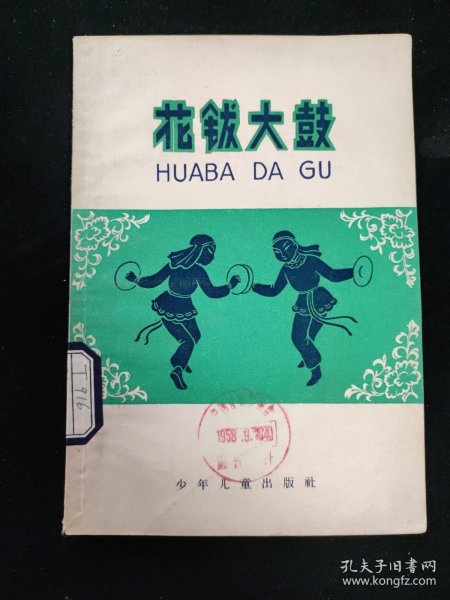 花钹大鼓
HUABA DA GU
T916
1958.9.
少年儿童出版社
孔夫子旧书网
www.kongfz.com